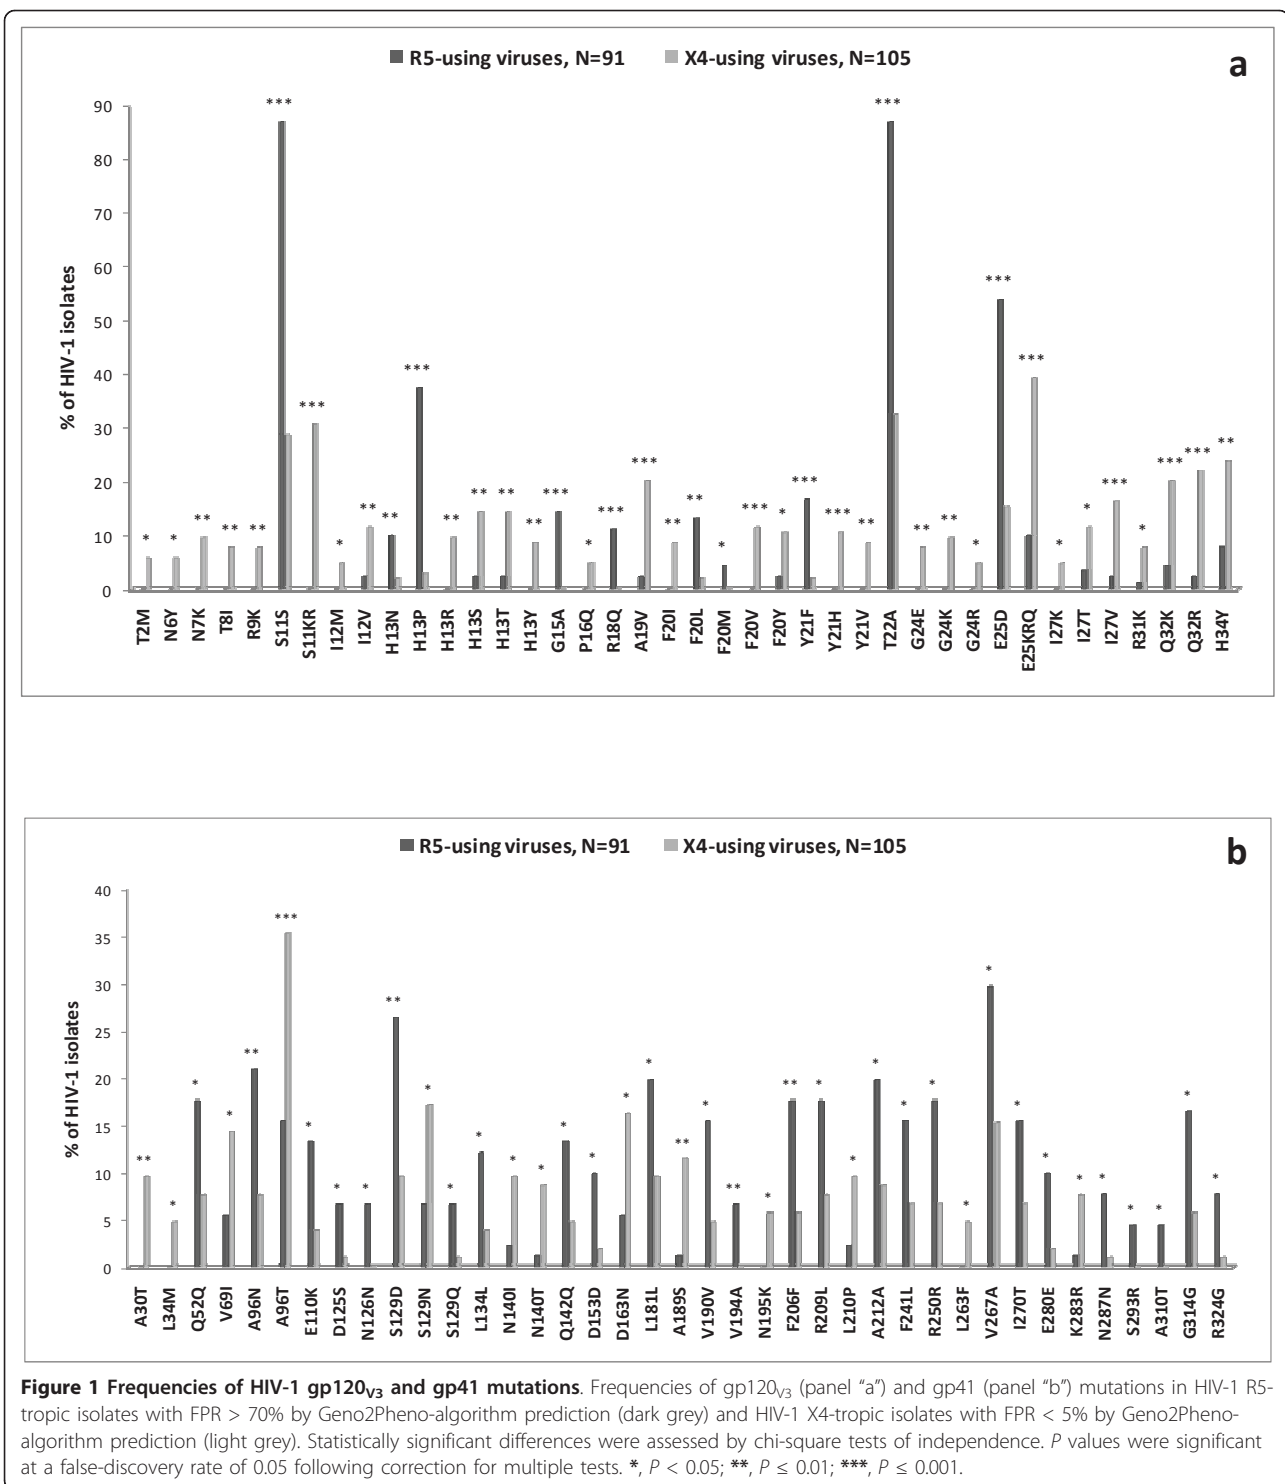 R5-using viruses, N=91 X4-using viruses, N=105 a
% of HIV-1 isolates
90
80
70
60
50
40
30
20
10
0
* * ** ** ** *** *** * ** ** *** ** ** ** ** *** * *** *** ** ** * *** * *** *** ** *** ** ** * *** *** * * *** * *** *** **
T2M N6Y N7K T8I R9K S11S S11KR I12M I12V H13N H13P H13R H13S H13T H13Y G15A P16Q R18Q A19V F20I F20L F20M F20V F20Y Y21F Y21H Y21V T22A G24E G24K G24R E25D E25KRQ I27K I27T I27V R31K Q32K Q32R H34Y
R5-using viruses, N=91 X4-using viruses, N=105 b
% of HIV-1 isolates
40
35
30
25
20
15
10
5
0
** * * * ** *** * * * ** * * * * * * * * * ** * ** * ** * * * * * * * * * * * * * * *
A30T L34M Q52Q V69I A96N A96T E110K D125S N126N S129D S129N S129Q L134L N140I N140T Q142Q D153D D163N L181L A189S V190V V194A N195K F206F R209L L210P A212A F241L R250R L263F V267A I270T E280E K283R N287N S293R A310T G314G R324G
Figure 1 Frequencies of HIV-1 gp120V3 and gp41 mutations. Frequencies of gp120V3 (panel “a”) and gp41 (panel “b”) mutations in HIV-1 R5-
tropic isolates with FPR > 70% by Geno2Pheno-algorithm prediction (dark grey) and HIV-1 X4-tropic isolates with FPR < 5% by Geno2Pheno-
algorithm prediction (light grey). Statistically significant differences were assessed by chi-square tests of independence. P values were significant
at a false-discovery rate of 0.05 following correction for multiple tests. *, P < 0.05; **, P ≤ 0.01; ***, P ≤ 0.001.